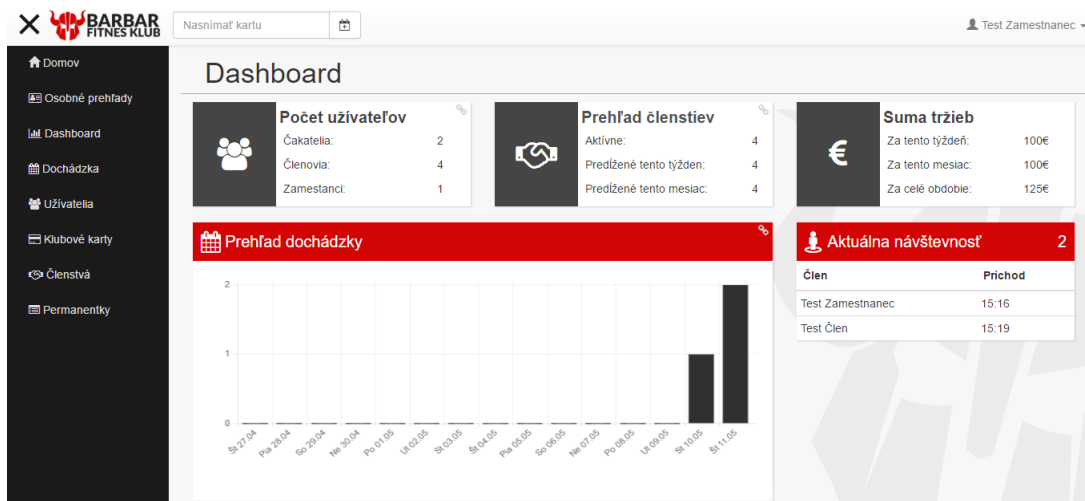 BARBAR
FITNES KLUB
Nasnímať kartu
Test Zamestnanec
Domov
Osobné prehľady
Dashboard
Dochádzka
Užívatelia
Klubové karty
Členstvá
Permanentky
Dashboard
Počet užívateľov
Čakatelia: 2
Členovia: 4
Zamestanci: 1
Prehľad členstiev
Aktívne: 4
Predĺžené tento týžden: 4
Predĺžené tento mesiac: 4
€
Suma tržieb
Za tento týždeň: 100€
Za tento mesiac: 100€
Za celé obdobie: 125€
Prehľad dochádzky
2
1
0
Št 27.04 Pia 28.04 So 29.04 Ne 30.04 Po 01.05 Ut 02.05 St 03.05 Št 04.05 Pia 05.05 So 06.05 Ne 07.05 Po 08.05 Ut 09.05 St 10.05 Št 11.05
Aktuálna návštevnosť 2
Člen Príchod
Test Zamestnanec 15:16
Test Člen 15:19